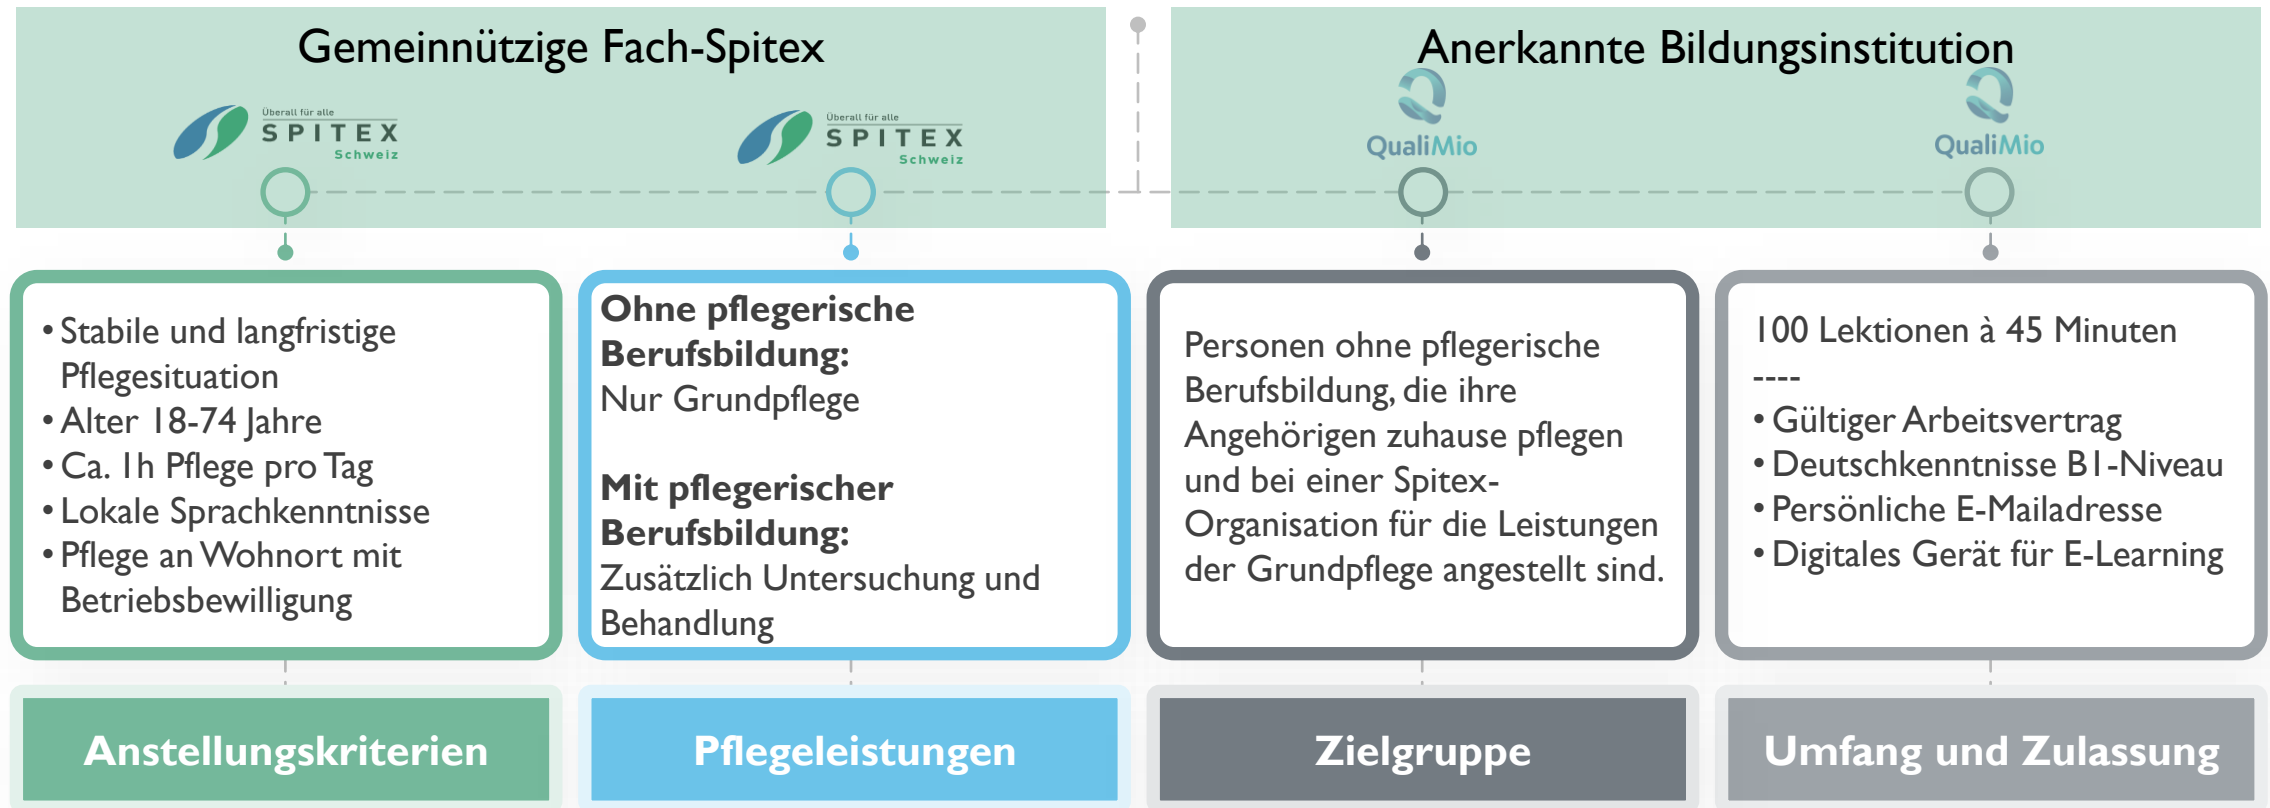 Gemeinnützige Fach-Spitex
Überall für alle
SPITEX
Schweiz
Überall für alle
SPITEX
Schweiz
Anerkannte Bildungsinstitution
QualiMio
QualiMio
• Stabile und langfristige
Pflegesituation
• Alter 18-74 Jahre
• Ca. 1h Pflege pro Tag
• Lokale Sprachkenntnisse
• Pflege an Wohnort mit
Betriebsbewilligung
Anstellungskriterien
Ohne pflegerische
Berufsbildung:
Nur Grundpflege
Mit pflegerischer
Berufsbildung:
Zusätzlich Untersuchung und
Behandlung
Pflegeleistungen
Personen ohne pflegerische
Berufsbildung, die ihre
Angehörigen zuhause pflegen
und bei einer Spitex-
Organisation für die Leistungen
der Grundpflege angestellt sind.
Zielgruppe
100 Lektionen à 45 Minuten
----
• Gültiger Arbeitsvertrag
• Deutschkenntnisse B1-Niveau
• Persönliche E-Mailadresse
• Digitales Gerät für E-Learning
Umfang und Zulassung